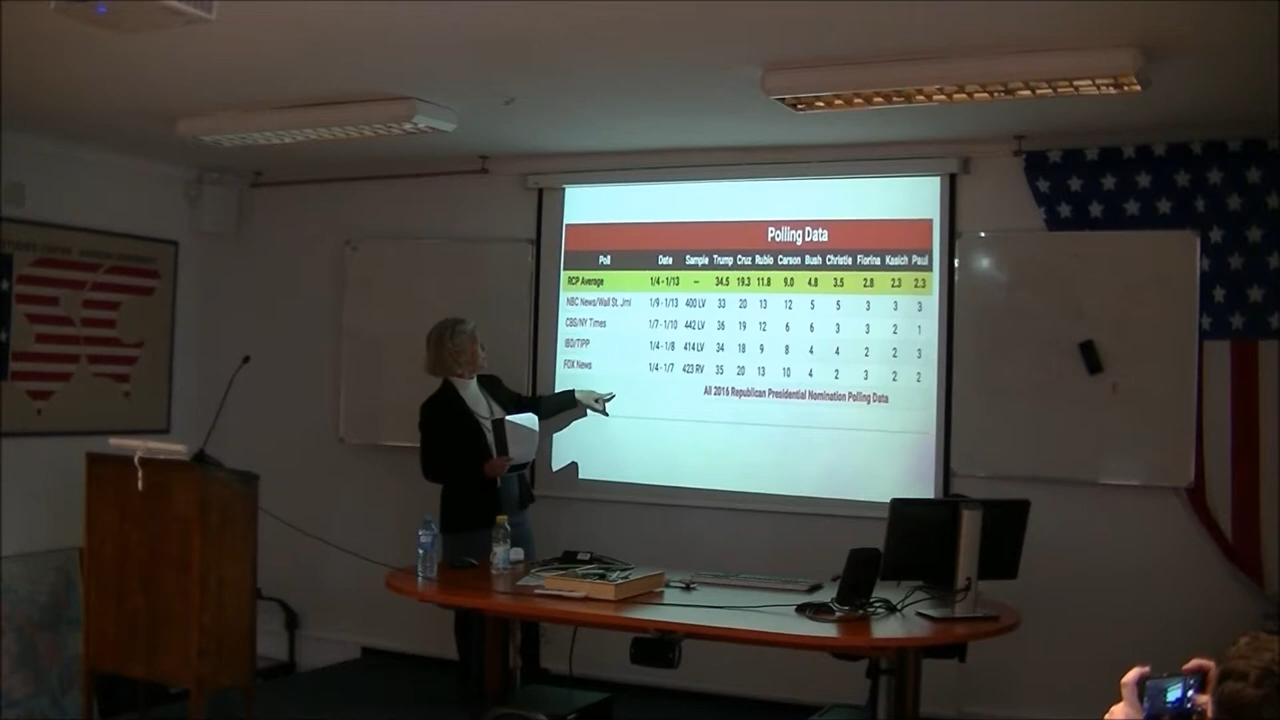 Polling Data
Poll Date Sample Trump Cruz Rubio Carson Bush Christie Fiorina Kasich Paul
RCP Average 1/4 - 1/13 -- 34.5 19.3 11.8 9.0 4.8 3.5 2.8 2.3 2.3
NBC News/Wall St. Jrnl 1/9 - 1/13 400 LV 33 20 13 12 5 5 3 3 3
CBS/NY Times 1/7 - 1/10 442 LV 36 19 12 6 6 3 3 2 1
IBD/TIPP 1/4 - 1/8 414 LV 34 18 9 8 4 4 2 2 3
FOX News 1/4 - 1/7 423 RV 35 20 13 10 4 2 3 2 2
All 2016 Republican Presidential Nomination Polling Data